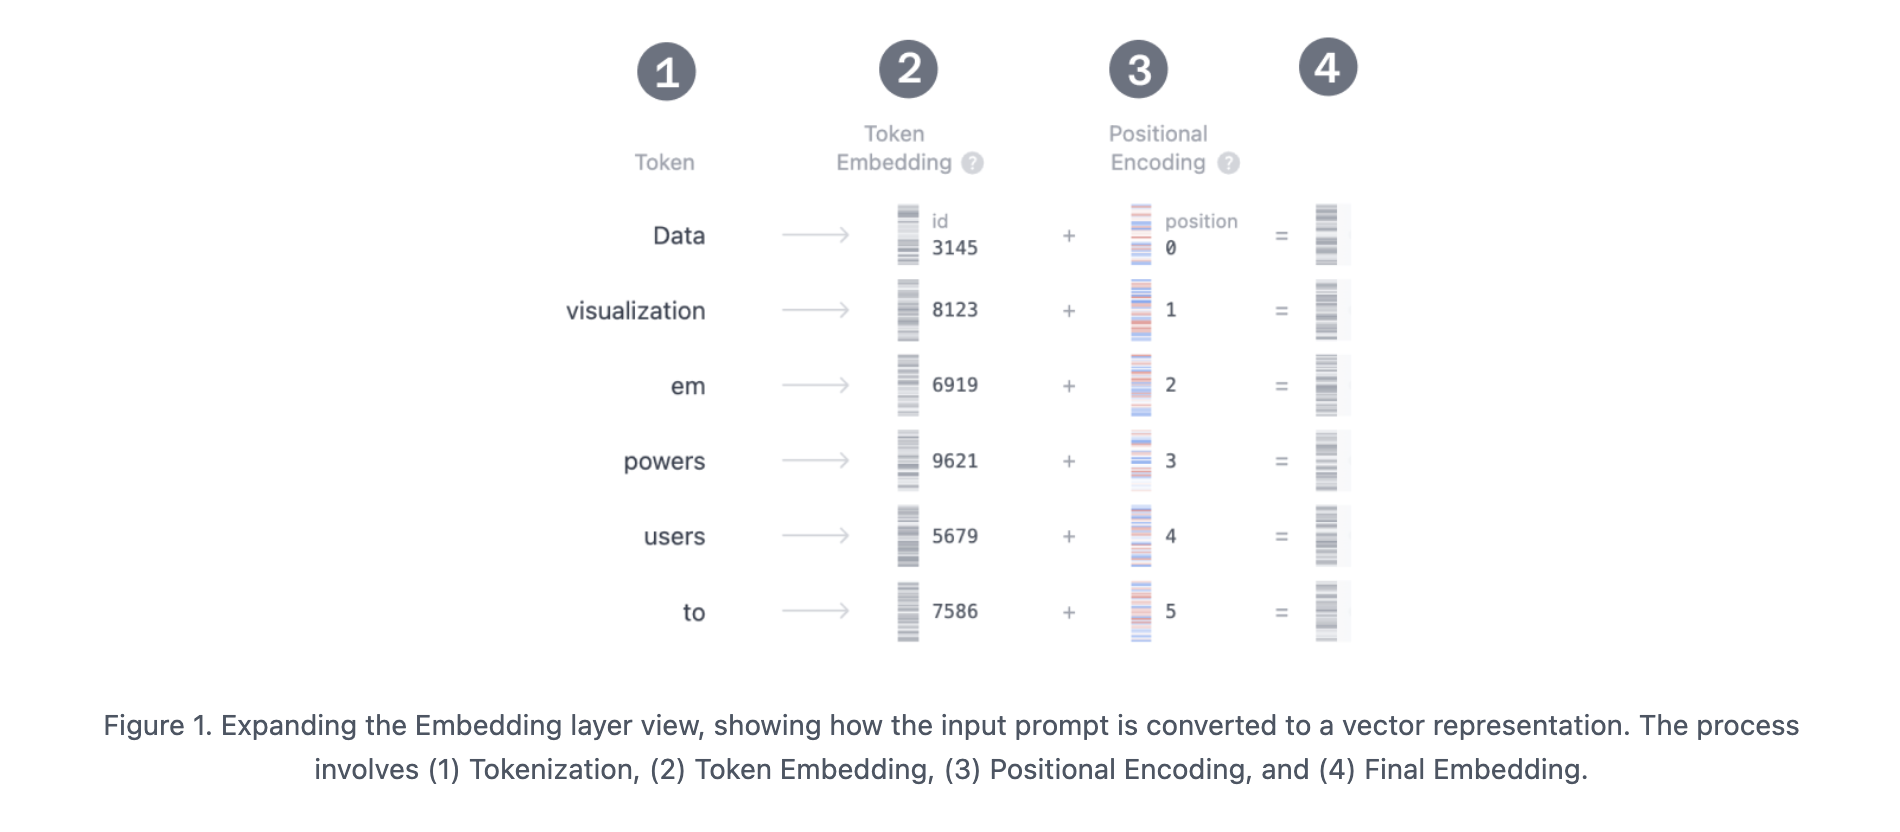 1 2 3 4
Token
Token Embedding ?
Positional Encoding ?
Data id 3145 + position 0 =
visualization 8123 + 1 =
em 6919 + 2 =
powers 9621 + 3 =
users 5679 + 4 =
to 7586 + 5 =
Figure 1. Expanding the Embedding layer view, showing how the input prompt is converted to a vector representation. The process
involves (1) Tokenization, (2) Token Embedding, (3) Positional Encoding, and (4) Final Embedding.